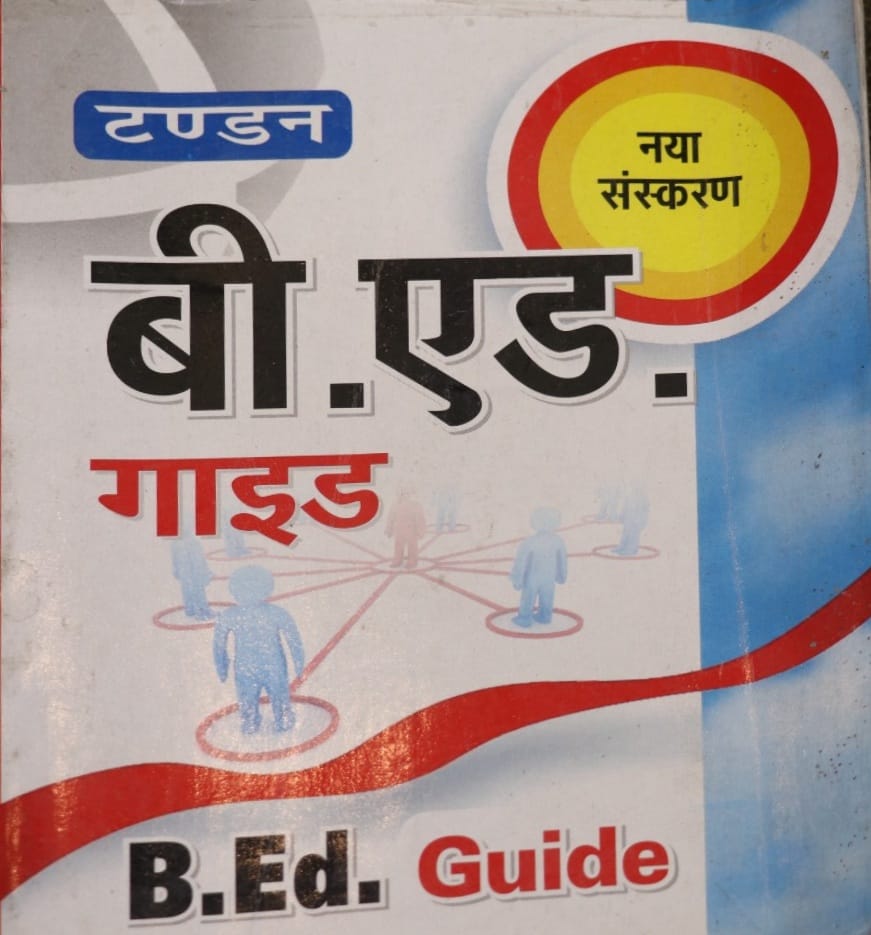 टण्डन
नया
संस्करण
बी.एड.
गाइड
B.Ed. Guide